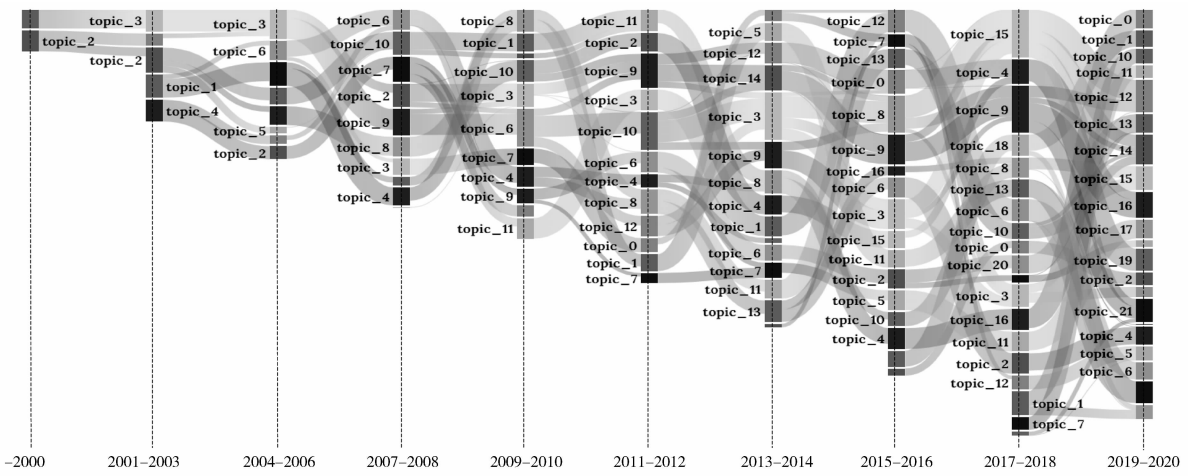 topic_3
topic_2
topic_2
topic_1
topic_4
topic_3
topic_6
topic_5
topic_2
topic_6
topic_10
topic_7
topic_2
topic_9
topic_8
topic_3
topic_4
topic_8
topic_1
topic_10
topic_3
topic_6
topic_7
topic_4
topic_9
topic_11
topic_11
topic_2
topic_9
topic_3
topic_10
topic_6
topic_4
topic_8
topic_12
topic_0
topic_1
topic_7
topic_5
topic_12
topic_14
topic_3
topic_9
topic_8
topic_4
topic_1
topic_6
topic_7
topic_11
topic_13
topic_12
topic_7
topic_13
topic_0
topic_8
topic_9
topic_16
topic_6
topic_3
topic_15
topic_11
topic_2
topic_5
topic_10
topic_4
topic_15
topic_4
topic_9
topic_18
topic_8
topic_13
topic_6
topic_10
topic_0
topic_20
topic_3
topic_16
topic_11
topic_2
topic_12
topic_1
topic_7
topic_0
topic_1
topic_10
topic_11
topic_12
topic_13
topic_14
topic_15
topic_16
topic_17
topic_19
topic_2
topic_21
topic_4
topic_5
topic_6
–2000 2001–2003 2004–2006 2007–2008 2009–2010 2011–2012 2013–2014 2015–2016 2017–2018 2019–2020